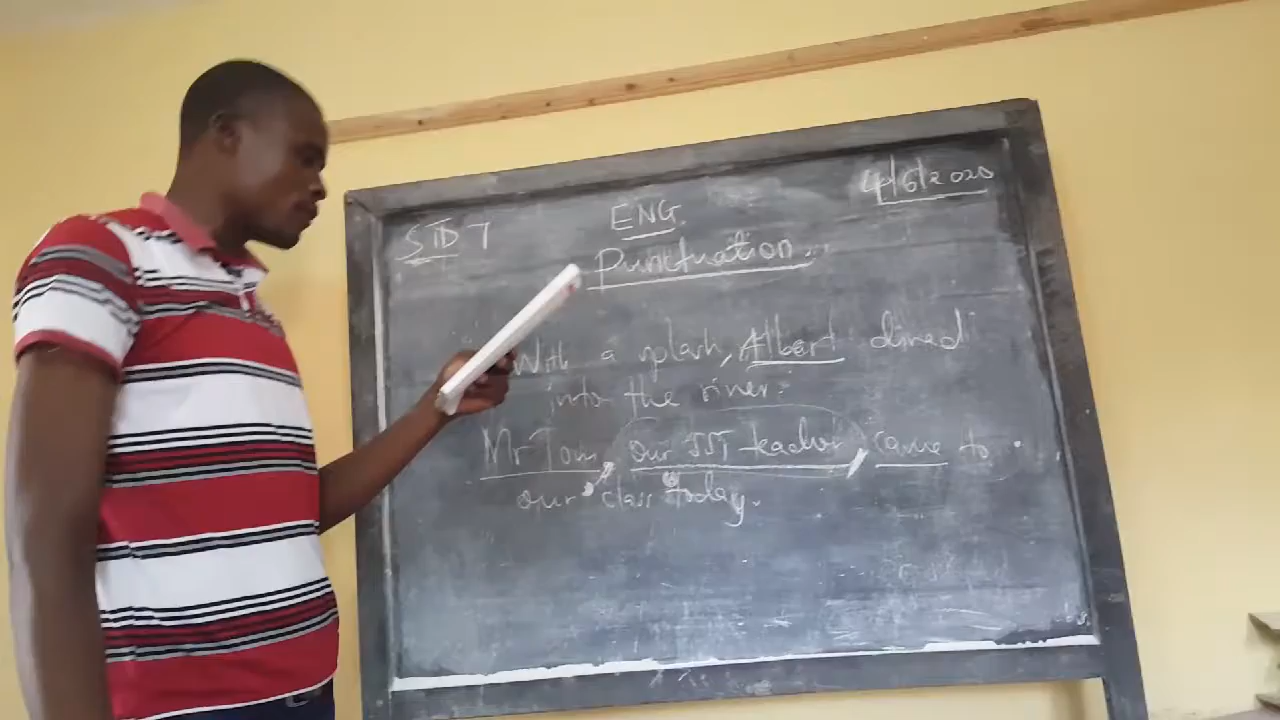 STD 7
ENG.
4/6/2020
Punctuation.
With a splash, Albert dived
into the river.
Mr Tom, our SST teacher, came to
our class today.